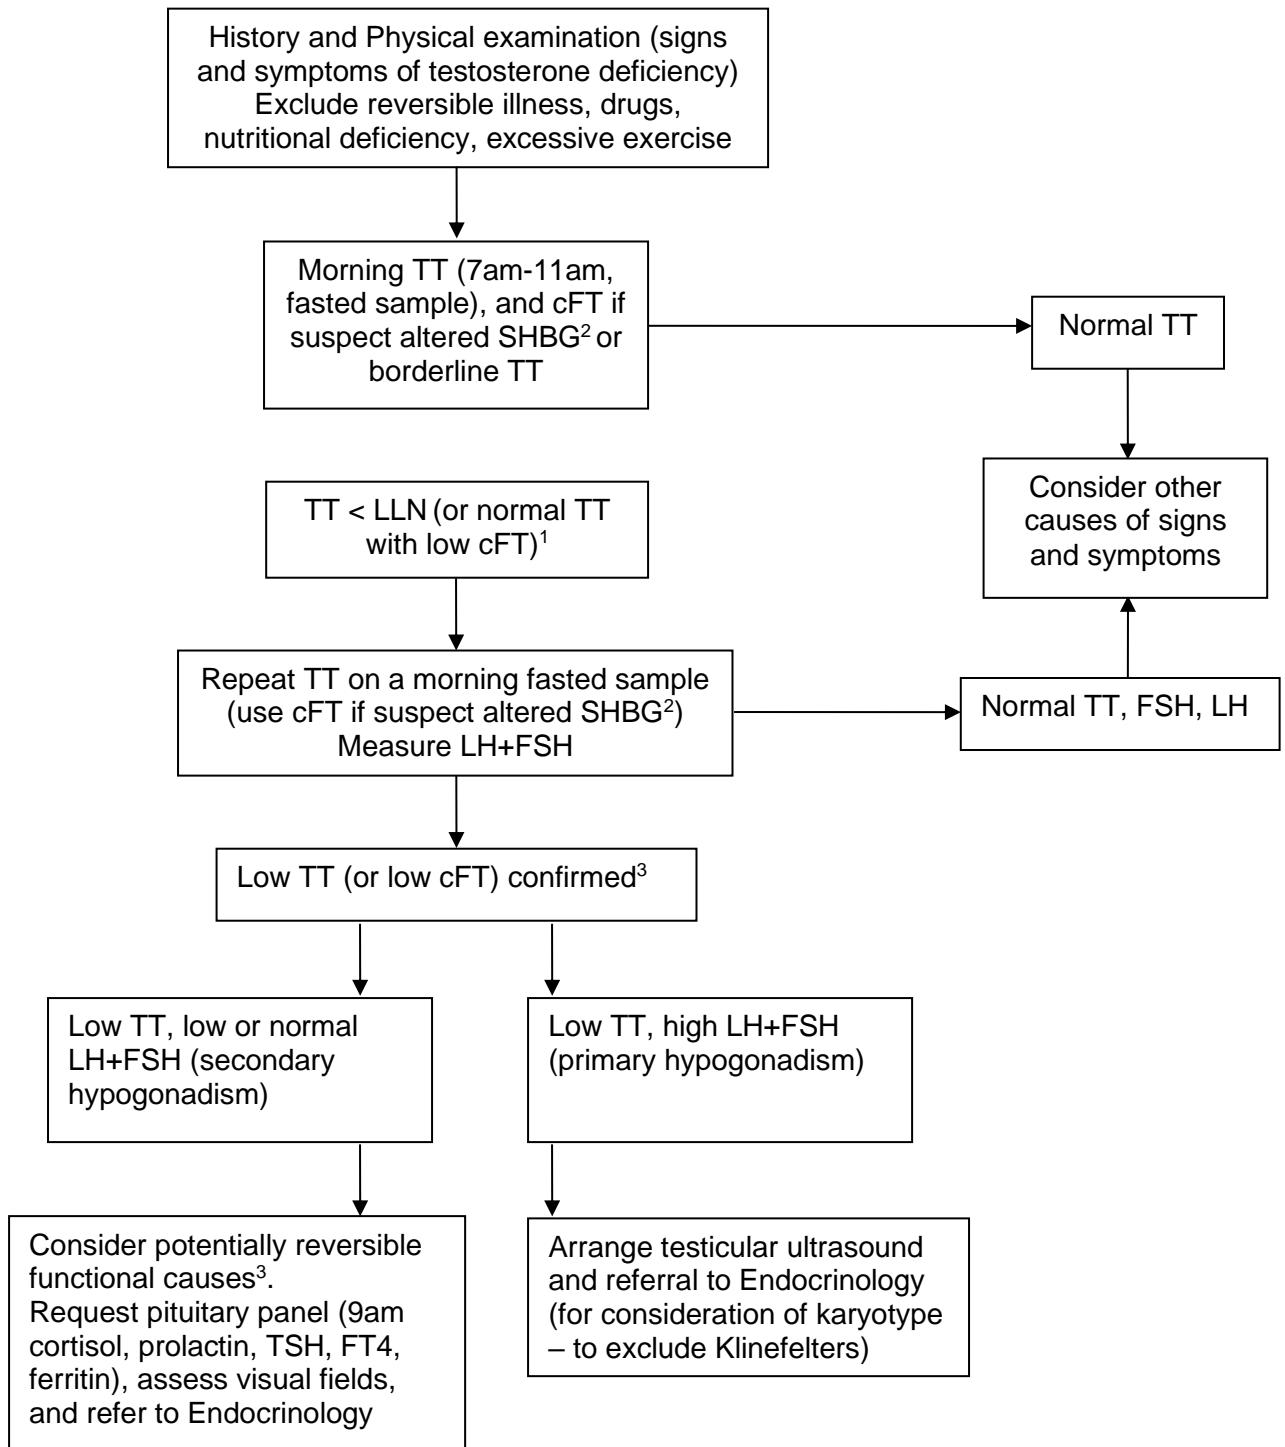 History and Physical examination (signs
and symptoms of testosterone deficiency)
Exclude reversible illness, drugs,
nutritional deficiency, excessive exercise
Morning TT (7am-11am,
fasted sample), and cFT if
suspect altered SHBG² or
borderline TT
Normal TT
Consider other
causes of signs
and symptoms
TT < LLN (or normal TT
with low cFT)¹
Repeat TT on a morning fasted sample
(use cFT if suspect altered SHBG²)
Measure LH+FSH
Normal TT, FSH, LH
Low TT (or low cFT) confirmed³
Low TT, low or normal
LH+FSH (secondary
hypogonadism)
Low TT, high LH+FSH
(primary hypogonadism)
Consider potentially reversible
functional causes³.
Request pituitary panel (9am
cortisol, prolactin, TSH, FT4,
ferritin), assess visual fields,
and refer to Endocrinology
Arrange testicular ultrasound
and referral to Endocrinology
(for consideration of karyotype
– to exclude Klinefelters)